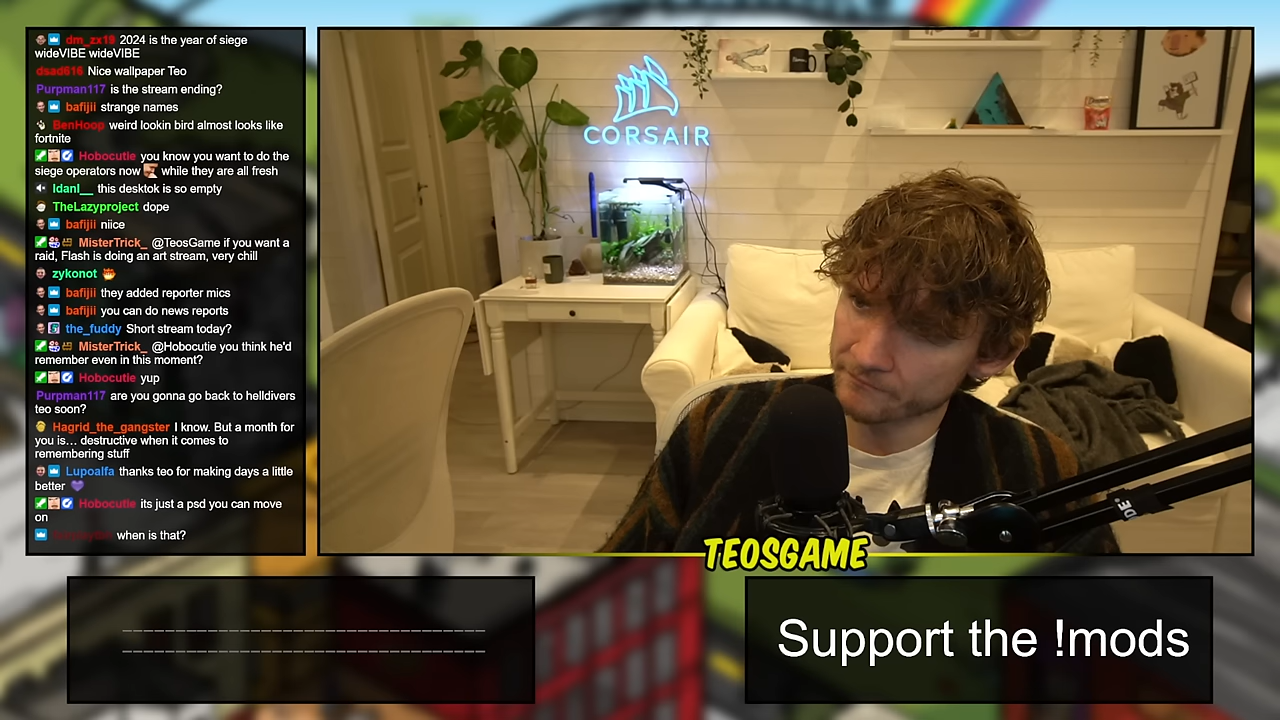 dm_zx19 2024 is the year of siege
wideVIBE wideVIBE
dsad616 Nice wallpaper Teo
Purpman117 is the stream ending?
bafijii strange names
BenHoop weird lookin bird almost looks like
fortnite
Hobocutie you know you want to do the
siege operators now while they are all fresh
Idanl__ this desktok is so empty
TheLazyproject dope
bafijii niice
MisterTrick_ @TeosGame if you want a
raid, Flash is doing an art stream, very chill
zykonot
bafijii they added reporter mics
bafijii you can do news reports
the_fuddy Short stream today?
MisterTrick_ @Hobocutie you think he'd
remember even in this moment?
Hobocutie yup
Purpman117 are you gonna go back to helldivers
teo soon?
Hagrid_the_gangster I know. But a month for
you is... destructive when it comes to
remembering stuff
Lupoalfa thanks teo for making days a little
better
Hobocutie its just a psd you can move
on
when is that?
CORSAIR
TEOSGAME
Support the !mods